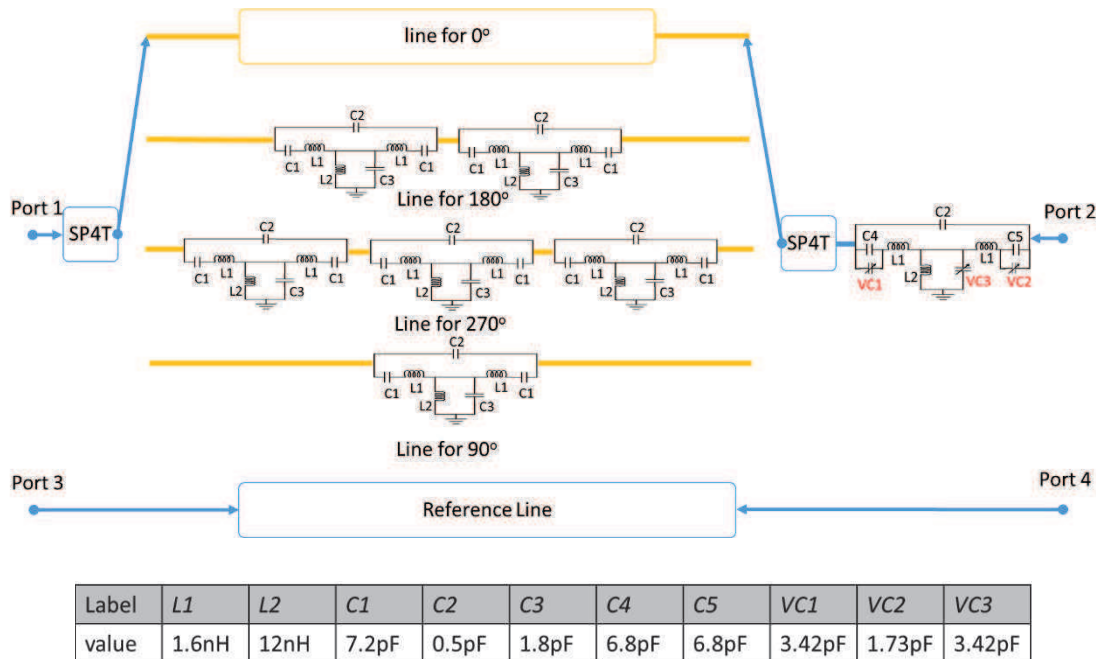 line for 0°
C2 C2
C1 L1 L1 C1 C1 L1 L1 C1
L2 C3 L2 C3
Line for 180°
Port 1
SP4T
SP4T
C2
Port 2
C4 L1 L1 C5
VC1 L2 VC3 VC2
C2 C2 C2
C1 L1 L1 C1 C1 L1 L1 C1 C1 L1 L1 C1
L2 C3 L2 C3 L2 C3
Line for 270°
C2
C1 L1 L1 C1
L2 C3
Line for 90°
Port 3
Reference Line
Port 4
Label L1 L2 C1 C2 C3 C4 C5 VC1 VC2 VC3
value 1.6nH 12nH 7.2pF 0.5pF 1.8pF 6.8pF 6.8pF 3.42pF 1.73pF 3.42pF